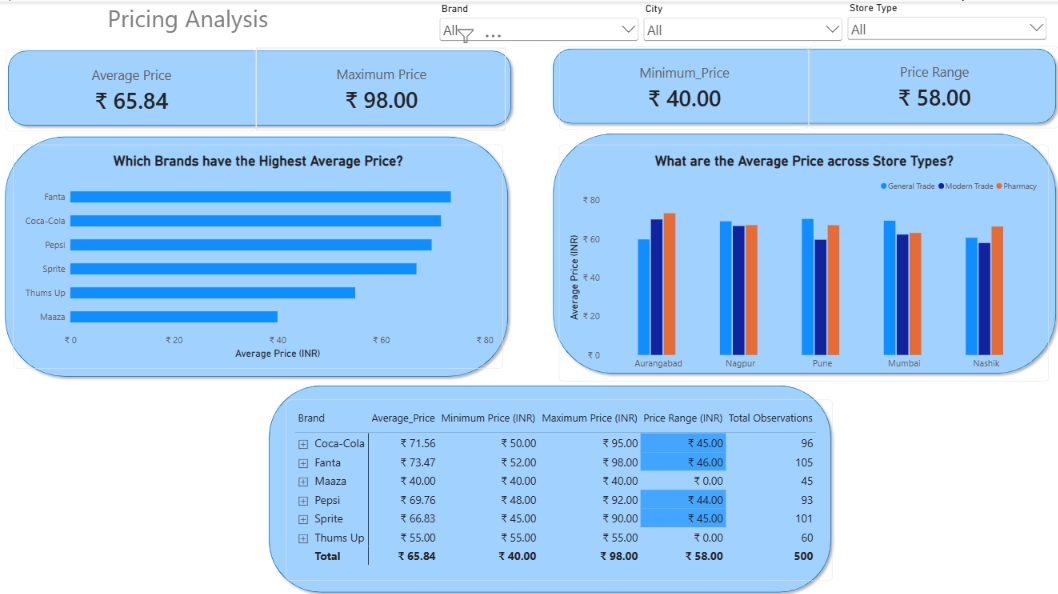 Pricing Analysis
Brand
All
...
City
All
Store Type
All
Average Price
₹ 65.84
Maximum Price
₹ 98.00
Minimum_Price
₹ 40.00
Price Range
₹ 58.00
Which Brands have the Highest Average Price?
Fanta
Coca-Cola
Pepsi
Sprite
Thums Up
Maaza
₹ 0 ₹ 20 ₹ 40 ₹ 60 ₹ 80
Average Price (INR)
What are the Average Price across Store Types?
General Trade Modern Trade Pharmacy
Average Price (INR)
₹ 80
₹ 60
₹ 40
₹ 20
₹ 0
Aurangabad Nagpur Pune Mumbai Nashik
Brand Average_Price Minimum Price (INR) Maximum Price (INR) Price Range (INR) Total Observations
Coca-Cola ₹ 71.56 ₹ 50.00 ₹ 95.00 ₹ 45.00 96
Fanta ₹ 73.47 ₹ 52.00 ₹ 98.00 ₹ 46.00 105
Maaza ₹ 40.00 ₹ 40.00 ₹ 40.00 ₹ 0.00 45
Pepsi ₹ 69.76 ₹ 48.00 ₹ 92.00 ₹ 44.00 93
Sprite ₹ 66.83 ₹ 45.00 ₹ 90.00 ₹ 45.00 101
Thums Up ₹ 55.00 ₹ 55.00 ₹ 55.00 ₹ 0.00 60
Total ₹ 65.84 ₹ 40.00 ₹ 98.00 ₹ 58.00 500